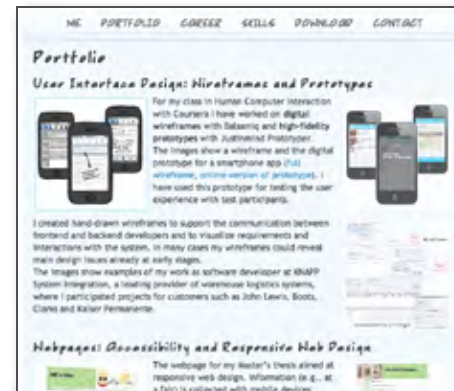 ME PORTFOLIO CAREER SKILLS DOWNLOAD CONTACT
Portfolio
User Interface Design: Wireframes and Prototypes
For my class in Human Computer Interaction
with Coursera I have worked on digital
wireframes with Balsamiq and high-fidelity
prototypes with Justinmind Prototyper.
The images show a wireframe and the digital
prototype for a smartphone app (full
wireframe, online version of prototype). I
have used this prototype for testing the user
experience with test participants.
I created hand-drawn wireframes to support the communication between
frontend and backend developers and to visualize requirements and
interactions with the system. In many cases my wireframes could reveal
main design issues already at early stages.
The images show examples of my work as software developer at KNAPP
System Integration, a leading provider of warehouse logistics systems,
where I participated projects for customers such as John Lewis, Boots,
Clarns and Kaiser Permanente.
Webpages: Accessibility and Responsive Web Design
The webpage for my Master's thesis aimed at
responsive web design. Information (e.g., at
a fair) is collected with mobile devices